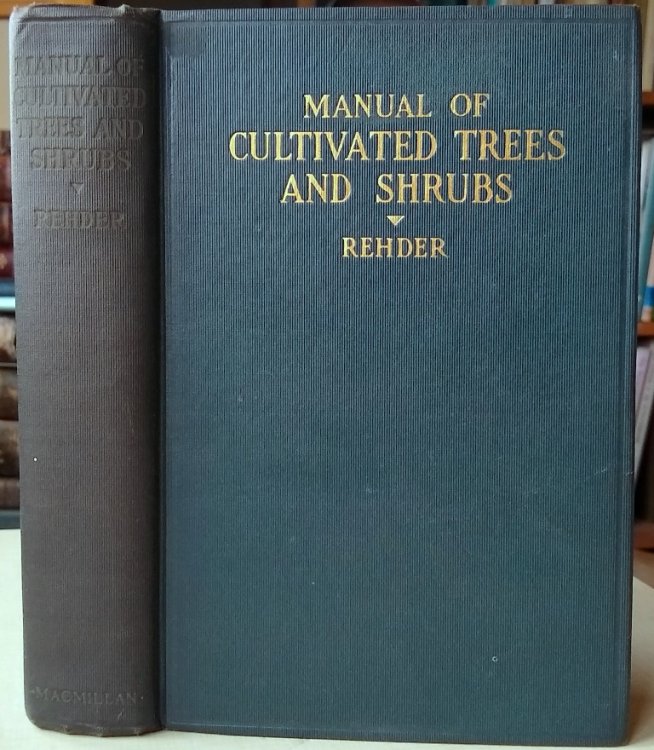 MANUAL OF
CULTIVATED
TREES AND
SHRUBS
REHDER
·MACMILLAN·
MANUAL OF
CULTIVATED TREES
AND SHRUBS
REHDER